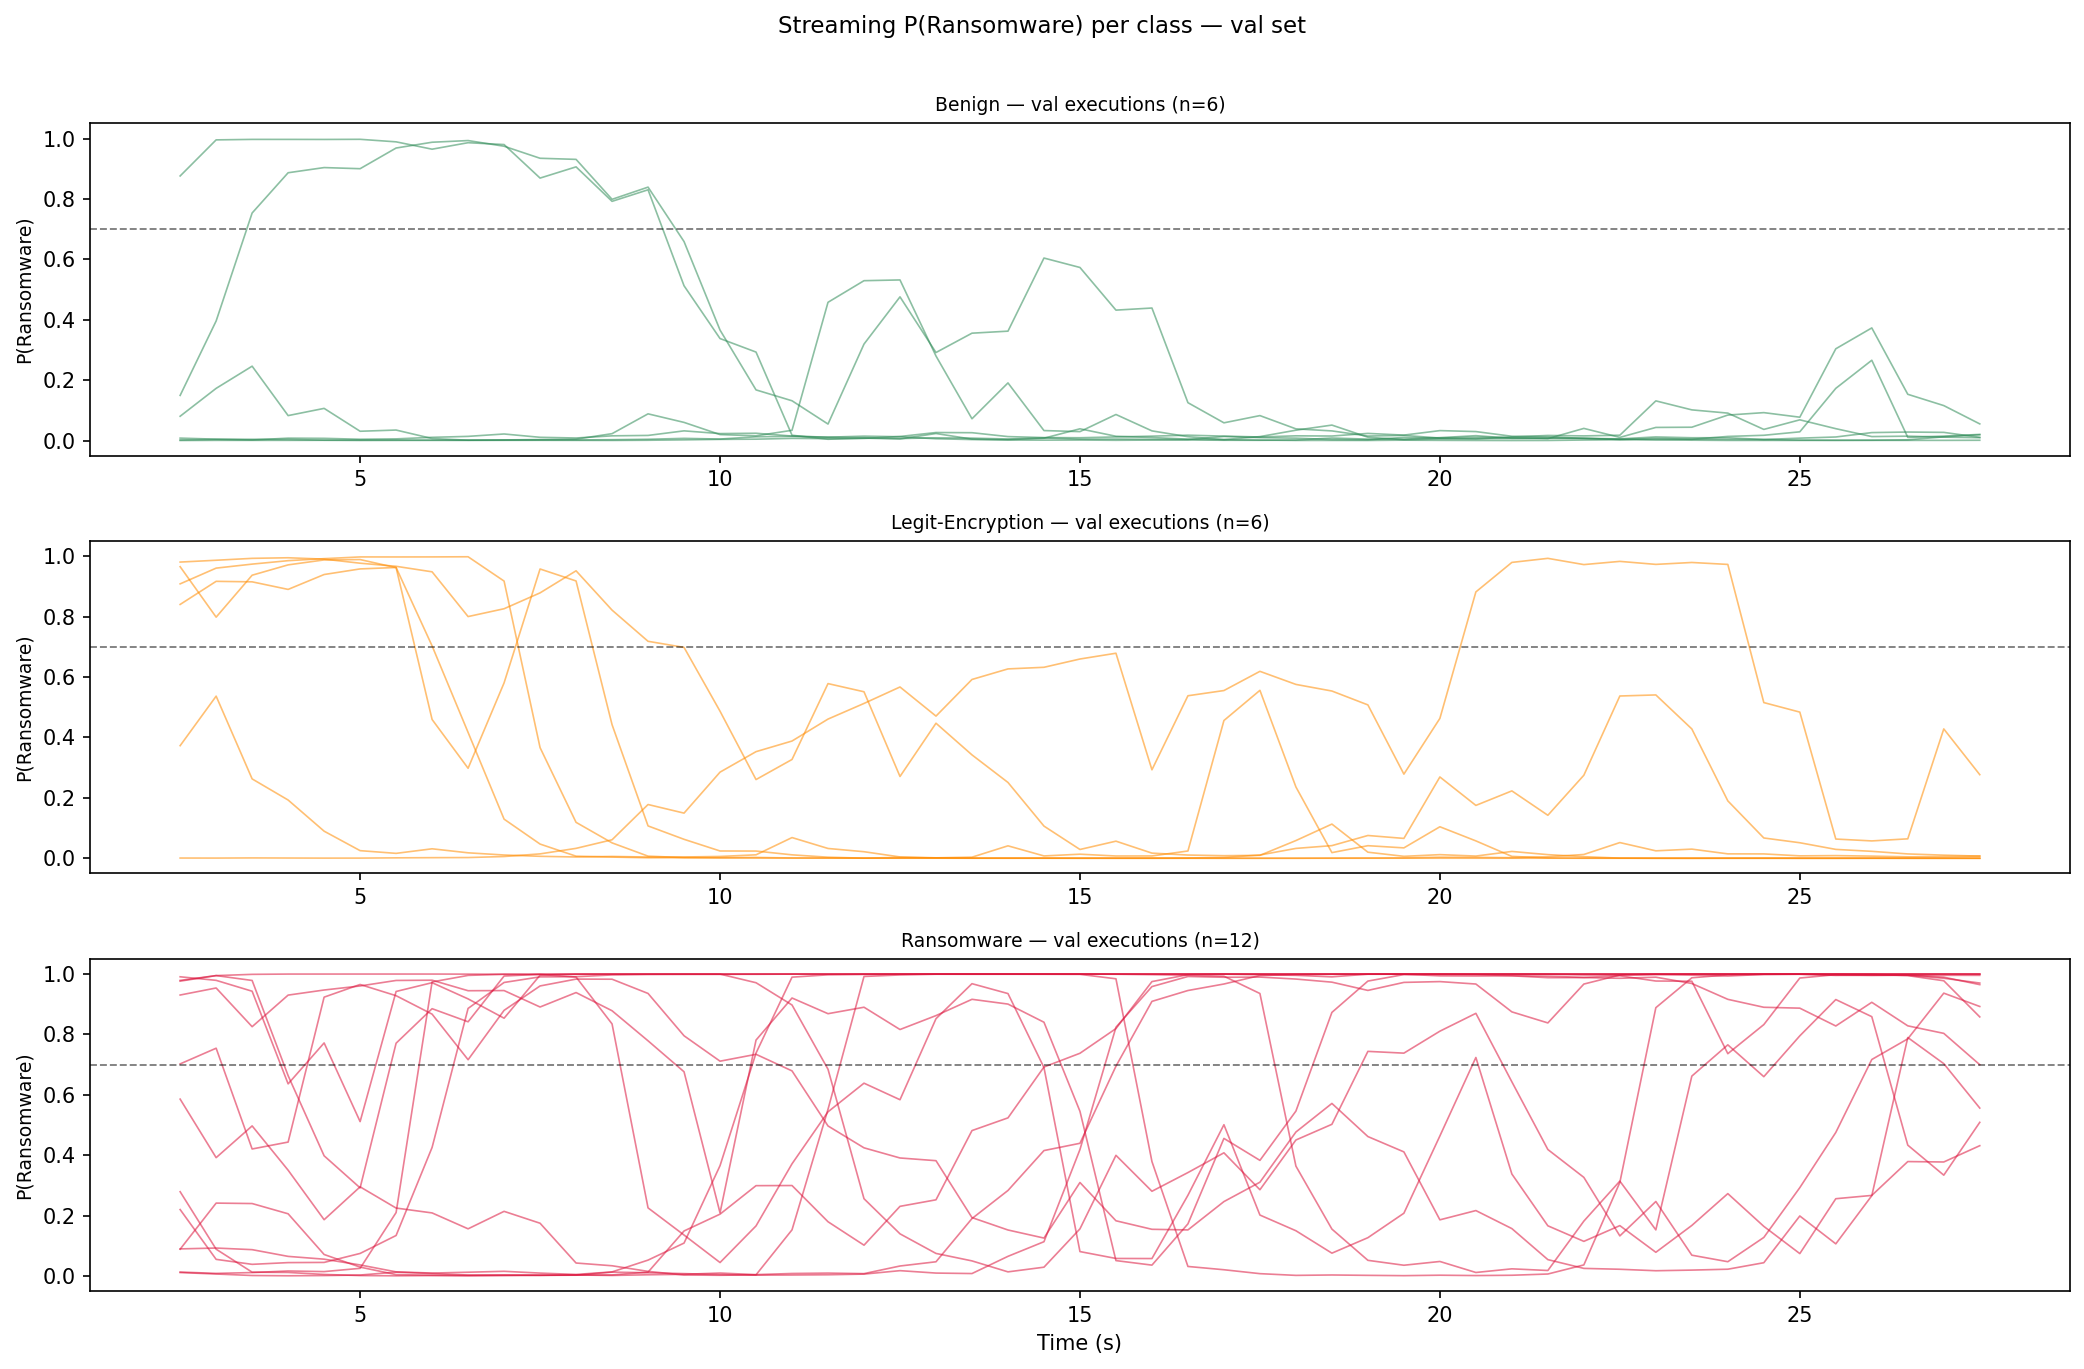 Streaming P(Ransomware) per class — val set
Benign — val executions (n=6)
P(Ransomware)
1.0
0.8
0.6
0.4
0.2
0.0
5 10 15 20 25
Legit-Encryption — val executions (n=6)
P(Ransomware)
1.0
0.8
0.6
0.4
0.2
0.0
5 10 15 20 25
Ransomware — val executions (n=12)
P(Ransomware)
1.0
0.8
0.6
0.4
0.2
0.0
5 10 15 20 25
Time (s)